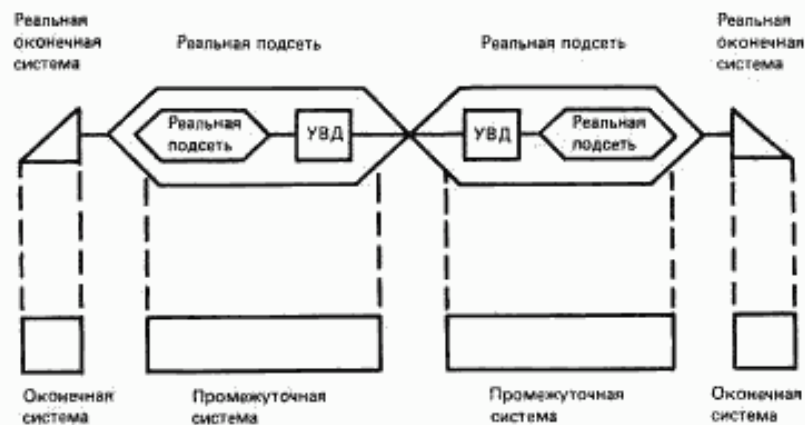 Реальная
оконечная
система
Реальная подсеть
Реальная подсеть
Реальная
оконечная
система
Реальная
подсеть
УВД
УВД
Реальная
подсеть
Оконечная
система
Промежуточная
система
Промежуточная
система
Оконечная
система